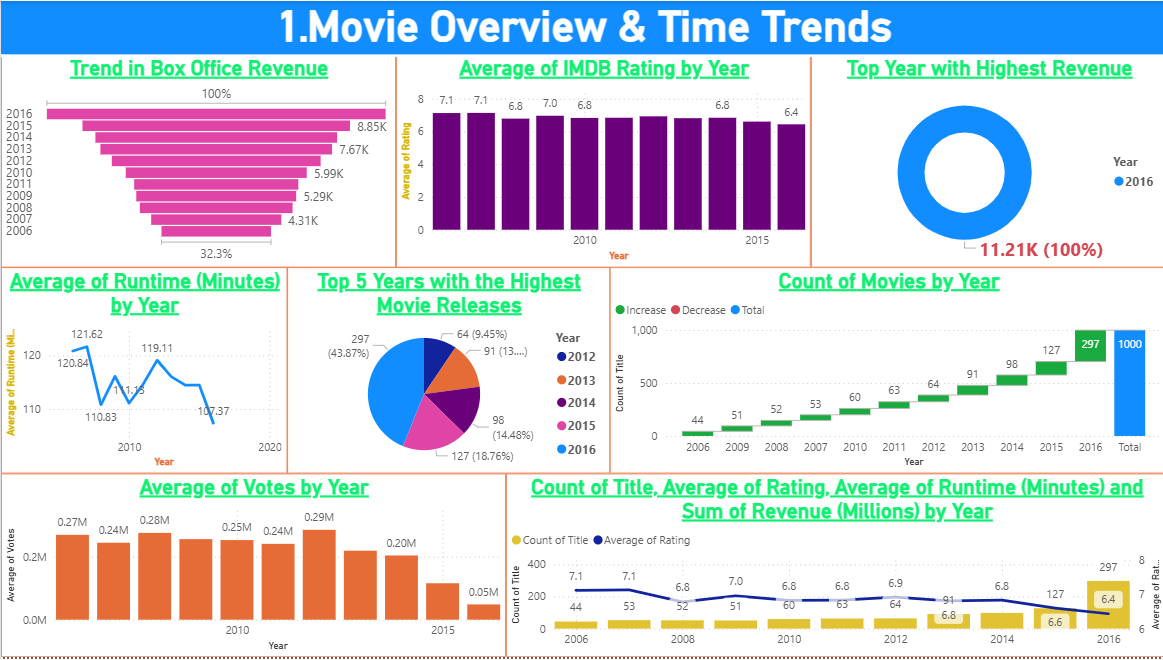 1.Movie Overview & Time Trends
Trend in Box Office Revenue
100%
2016
2015 8.85K
2014
2013 7.67K
2012
2010 5.99K
2011
2009 5.29K
2008
2007 4.31K
2006
32.3%
Average of IMDB Rating by Year
Average of Rating
8
6
4
2
0
7.1 7.1 6.8 7.0 6.8 6.8 6.4
2010 2015
Year
Top Year with Highest Revenue
Year
2016
11.21K (100%)
Average of Runtime (Minutes)
by Year
Average of Runtime (Mi...
120
110
121.62
120.84
119.11
111.13
110.83
107.37
2010 2020
Year
Top 5 Years with the Highest
Movie Releases
297
(43.87%)
64 (9.45%)
91 (13....)
98
(14.48%)
127 (18.76%)
Year
2012
2013
2014
2015
2016
Count of Movies by Year
Increase Decrease Total
Count of Title
1,000
500
0
44 51 52 53 60 63 64 91 98 127 297 1000
2006 2009 2008 2007 2010 2011 2012 2013 2014 2015 2016 Total
Year
Average of Votes by Year
Average of Votes
0.2M
0.0M
0.27M 0.24M 0.28M 0.25M 0.24M 0.29M 0.20M 0.05M
2010 2015
Year
Count of Title, Average of Rating, Average of Runtime (Minutes) and
Sum of Revenue (Millions) by Year
Count of Title Average of Rating
Count of Title
400
200
0
7.1 7.1 6.8 7.0 6.8 6.8 6.9 6.8 6.8 6.6 6.4
44 53 52 51 60 63 64 91 127 297
8
7
6
Average of Rat...
2006 2008 2010 2012 2014 2016